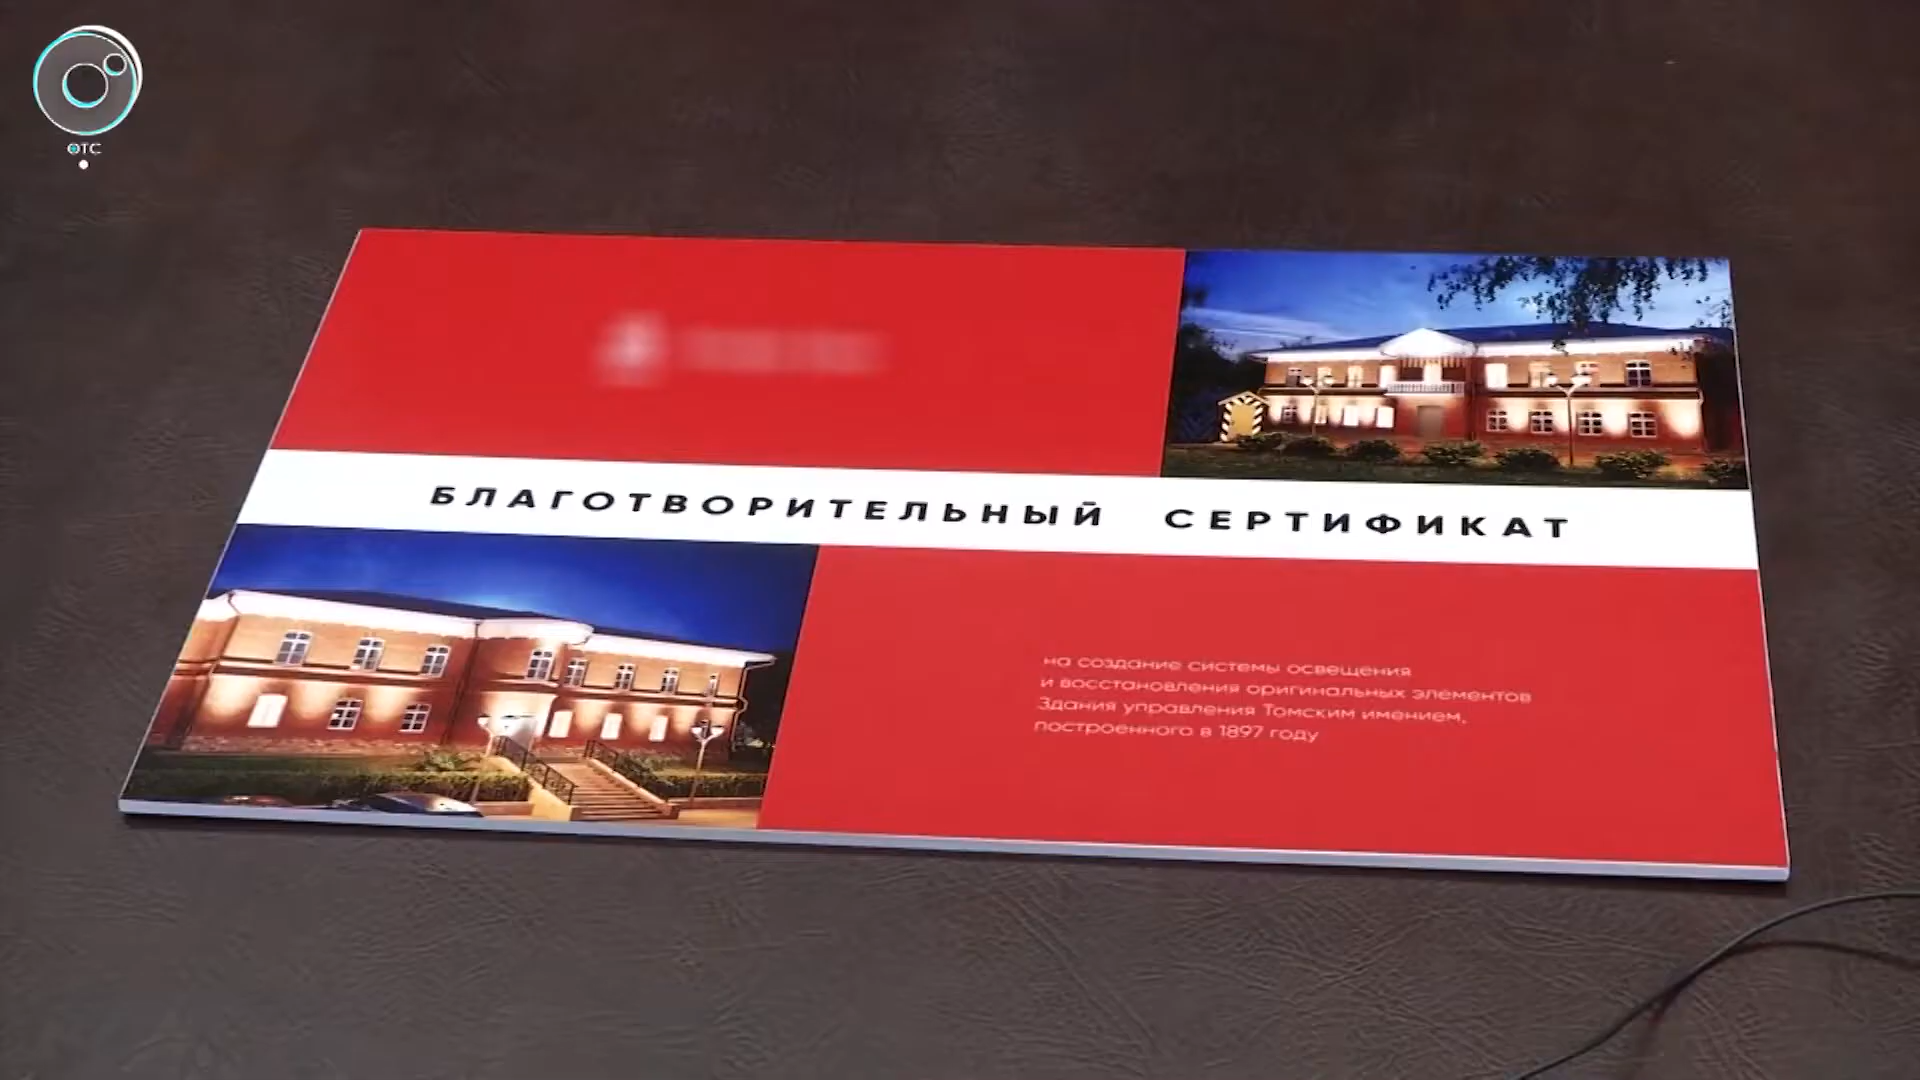 ОТС
БЛАГОТВОРИТЕЛЬНЫЙ СЕРТИФИКАТ
на создание системы освещения
и восстановления оригинальных элементов
Здания управления Томским имением,
построенного в 1897 году